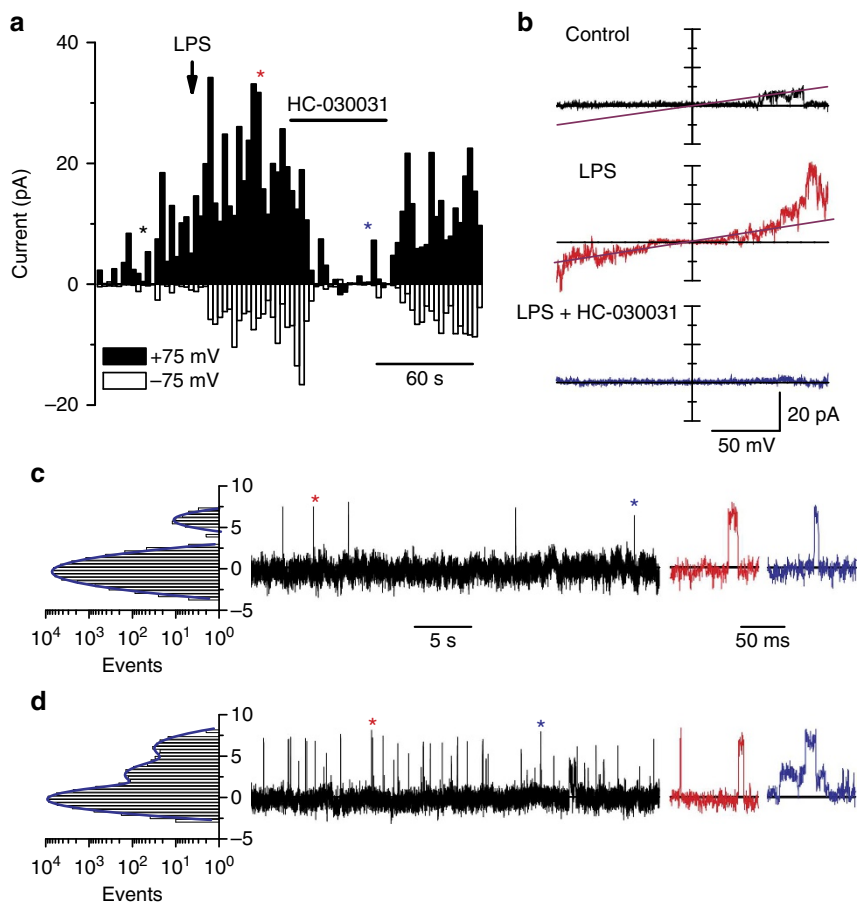 a
40
20
0
−20
Current (pA)
LPS
*
HC-030031
*
*
+75 mV
−75 mV
60 s
b
Control
LPS
LPS + HC-030031
20 pA
50 mV
c
10
5
0
−5
10⁴ 10³ 10² 10¹ 10⁰
Events
*
*
5 s
50 ms
d
10
5
0
−5
10⁴ 10³ 10² 10¹ 10⁰
Events
*
*